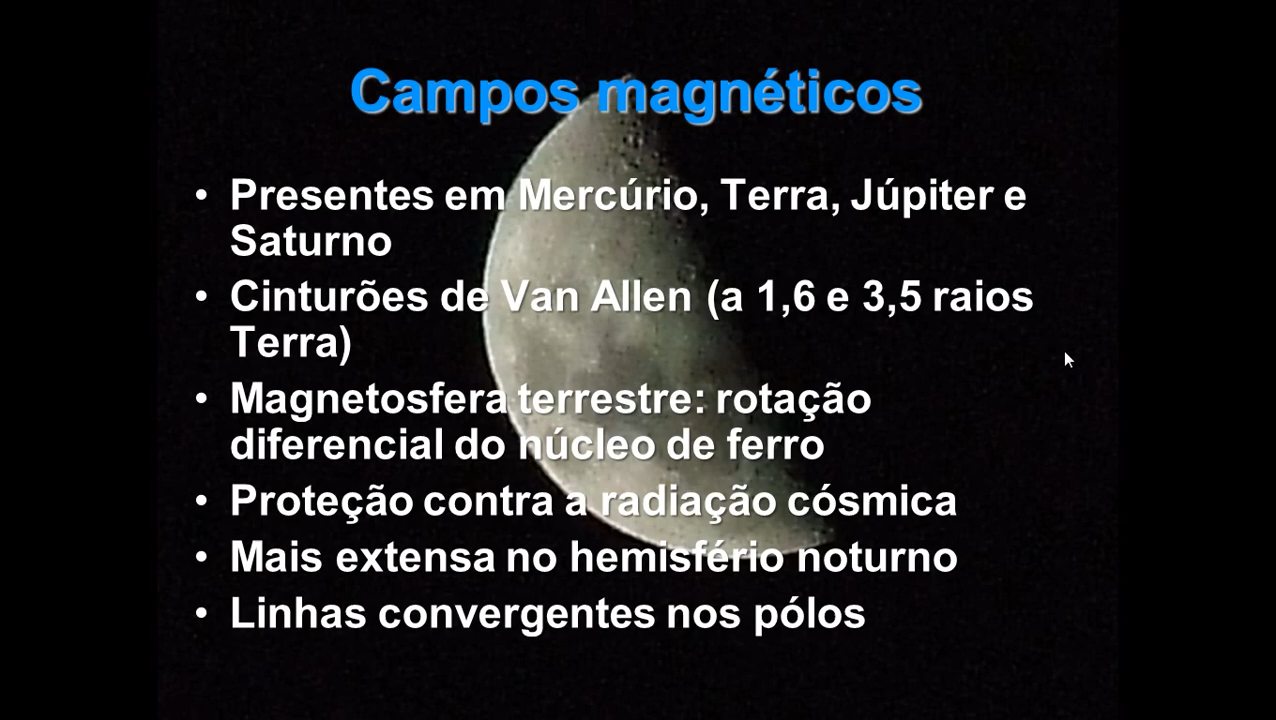 Campos magnéticos
• Presentes em Mercúrio, Terra, Júpiter e
Saturno
• Cinturões de Van Allen (a 1,6 e 3,5 raios
Terra)
• Magnetosfera terrestre: rotação
diferencial do núcleo de ferro
• Proteção contra a radiação cósmica
• Mais extensa no hemisfério noturno
• Linhas convergentes nos pólos